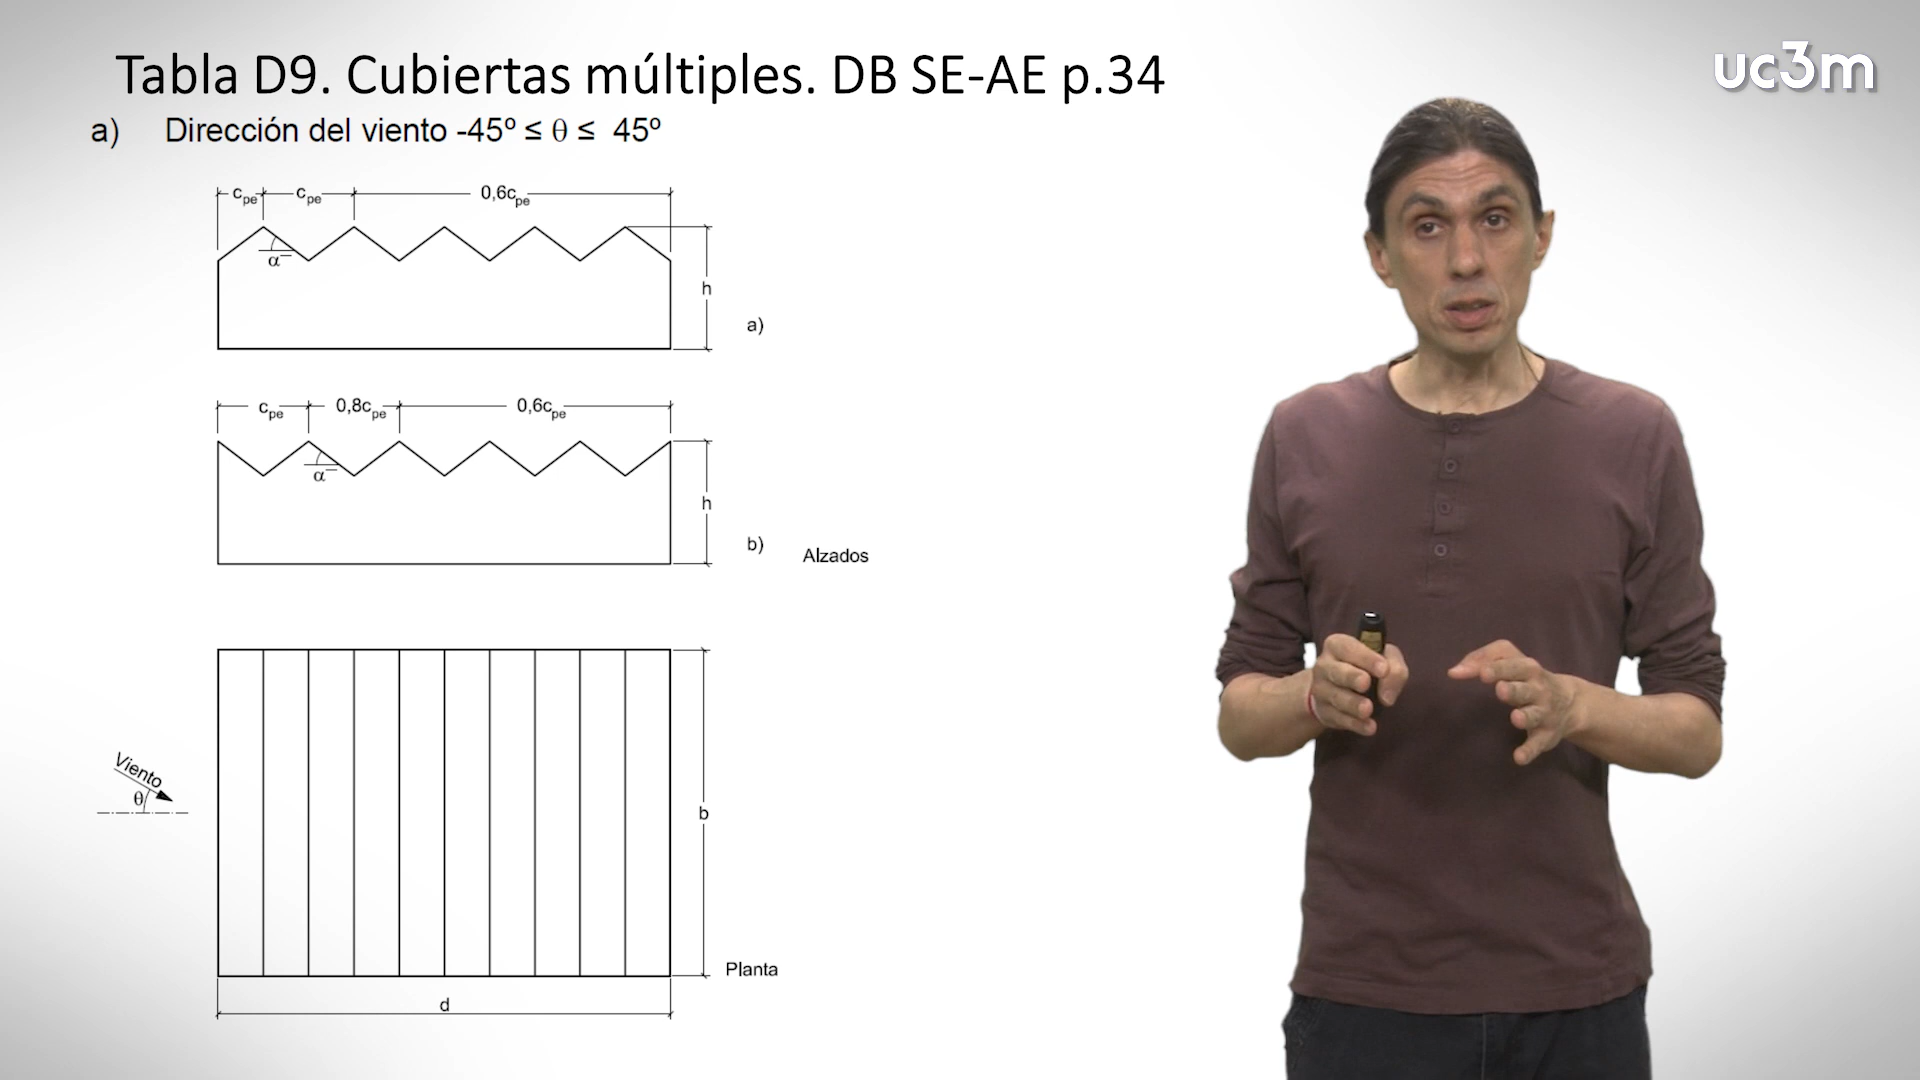 Tabla D9. Cubiertas múltiples. DB SE-AE p.34
uc3m
a) Dirección del viento -45º ≤ θ ≤ 45º
cpe cpe 0,6cpe
α
h
a)
cpe 0,8cpe 0,6cpe
α
h
b)
Alzados
Viento
θ
b
Planta
d